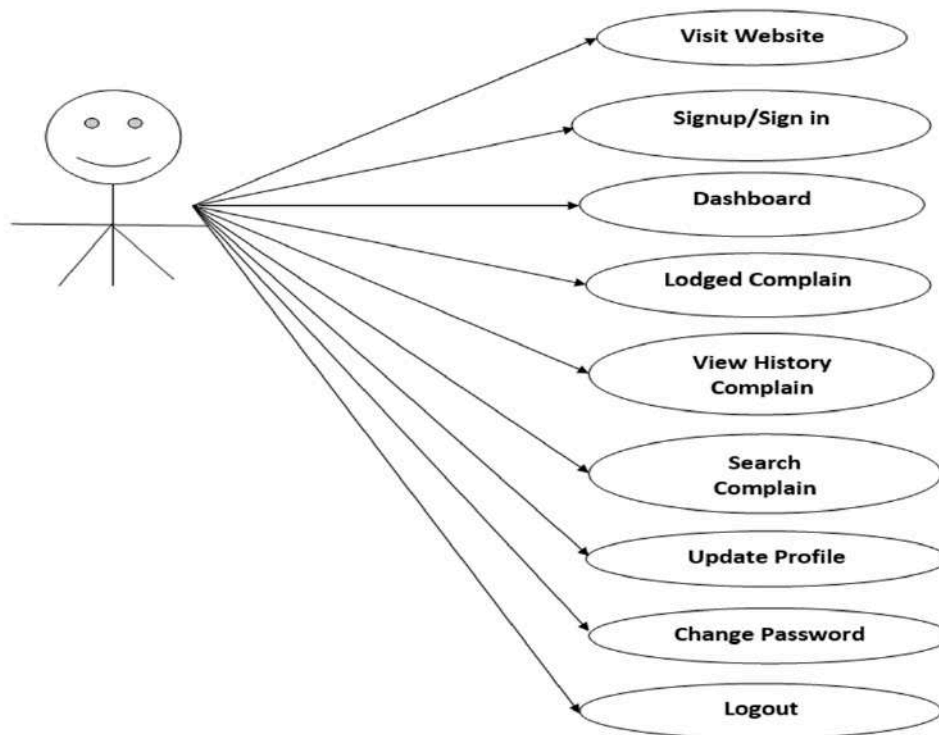 Visit Website
Signup/Sign in
Dashboard
Lodged Complain
View History
Complain
Search
Complain
Update Profile
Change Password
Logout